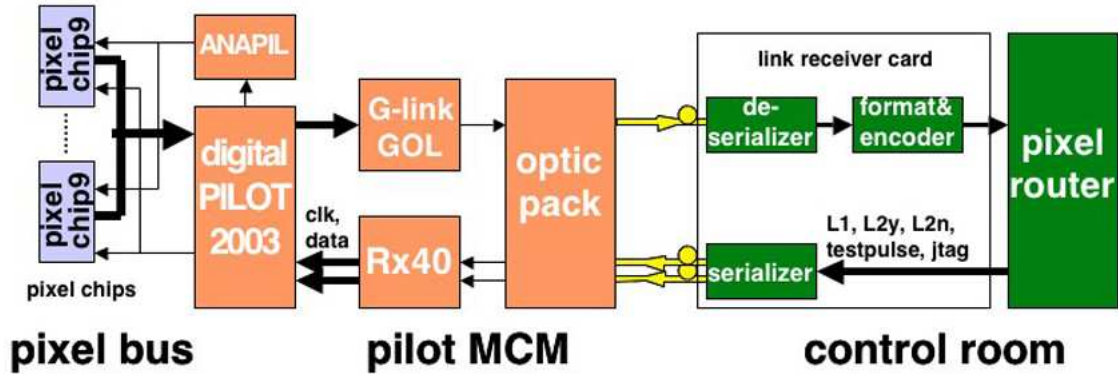 pixel
chip9
pixel
chip9
pixel chips
ANAPIL
digital
PILOT
2003
G-link
GOL
clk,
data
Rx40
optic
pack
link receiver card
de-
serializer
format&
encoder
L1, L2y, L2n,
testpulse, jtag
serializer
pixel
router
pixel bus
pilot MCM
control room